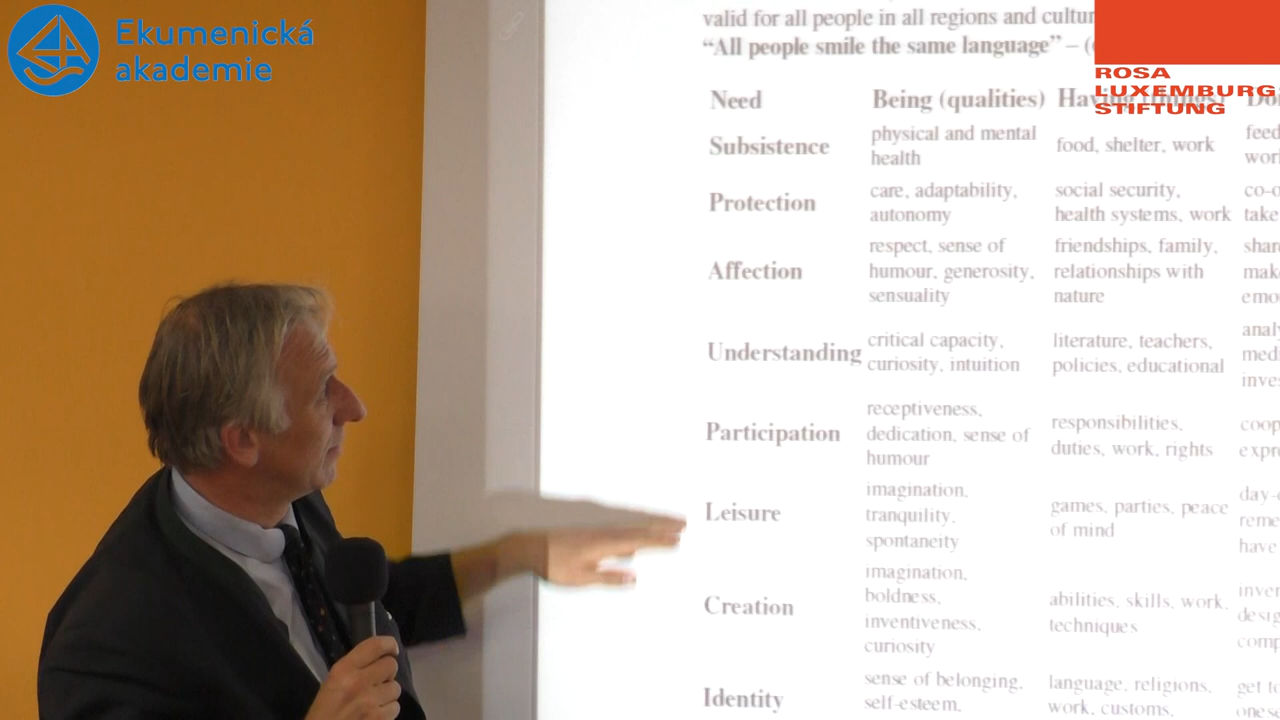 Ekumenická
akademie
ROSA
LUXEMBURG
STIFTUNG
valid for all people in all regions and
“All people smile the same language” –
Need Being (qualities) Having (things)
Subsistence physical and mental health food, shelter, work
Protection care, adaptability, autonomy social security, health systems, work take
Affection respect, sense of humour, generosity, sensuality friendships, family, relationships with nature
Understanding critical capacity, curiosity, intuition literature, teachers, policies, educational
Participation receptiveness, dedication, sense of humour responsibilities, duties, work, rights
Leisure imagination, tranquility, spontaneity games, parties, peace of mind have
Creation imagination, boldness, inventiveness, curiosity abilities, skills, work, techniques
Identity sense of belonging, self-esteem, language, religions, work, customs, get